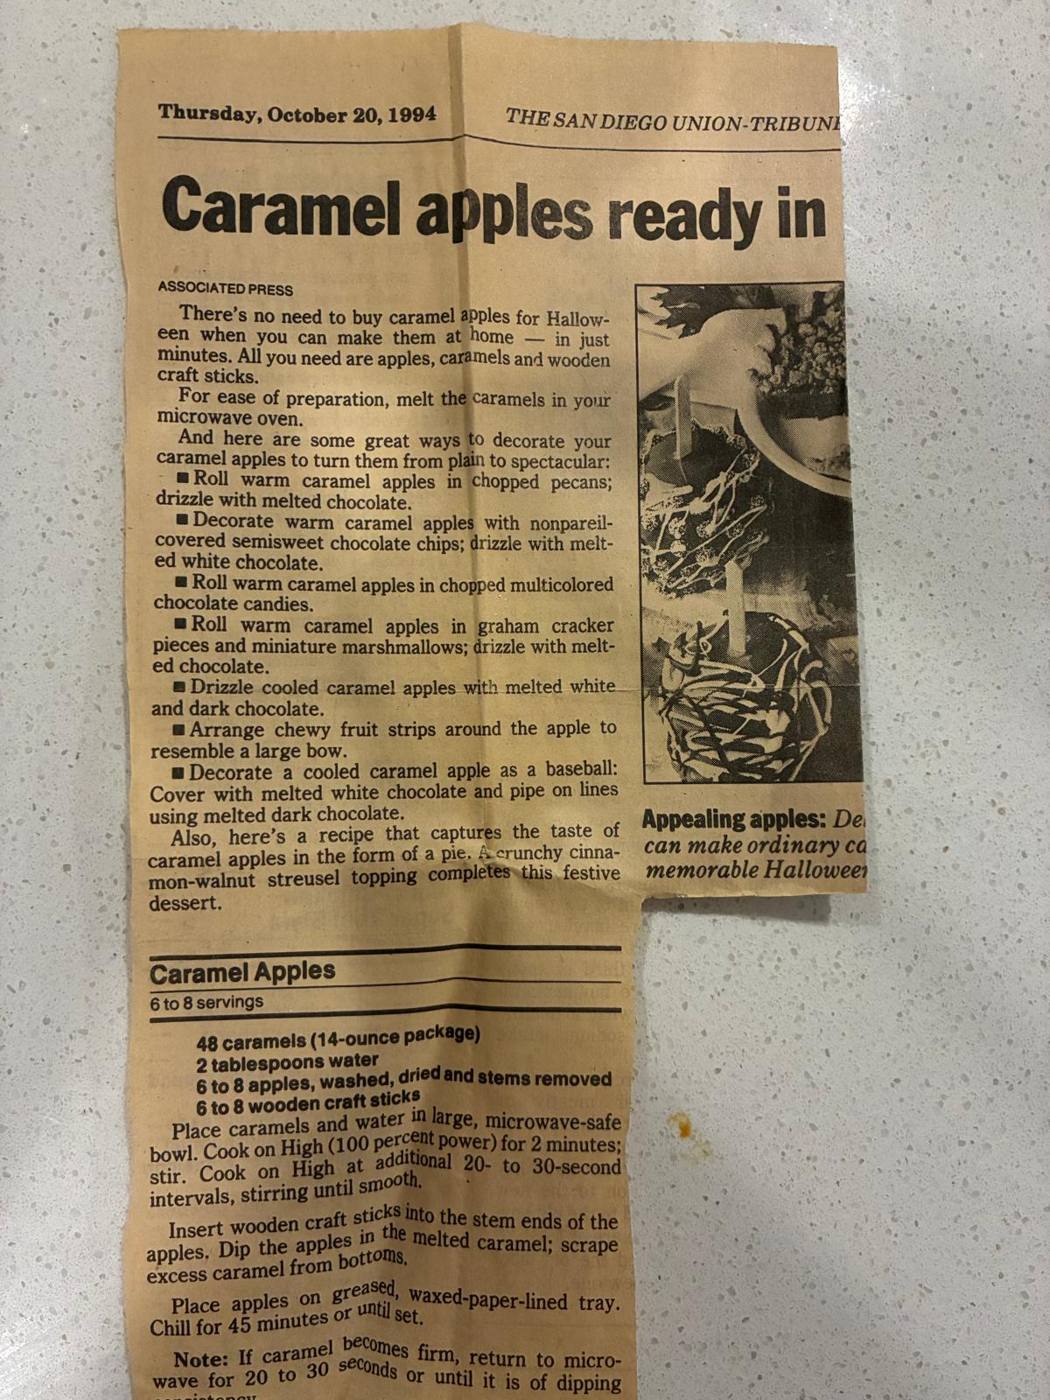 Thursday, October 20, 1994
THE SAN DIEGO UNION-TRIBUNE
Caramel apples ready in
ASSOCIATED PRESS
There's no need to buy caramel apples for Hallow-
een when you can make them at home — in just
minutes. All you need are apples, caramels and wooden
craft sticks.
For ease of preparation, melt the caramels in your
microwave oven.
And here are some great ways to decorate your
caramel apples to turn them from plain to spectacular:
■ Roll warm caramel apples in chopped pecans;
drizzle with melted chocolate.
■ Decorate warm caramel apples with nonpareil-
covered semisweet chocolate chips; drizzle with melt-
ed white chocolate.
■ Roll warm caramel apples in chopped multicolored
chocolate candies.
■ Roll warm caramel apples in graham cracker
pieces and miniature marshmallows; drizzle with melt-
ed chocolate.
■ Drizzle cooled caramel apples with melted white
and dark chocolate.
■ Arrange chewy fruit strips around the apple to
resemble a large bow.
■ Decorate a cooled caramel apple as a baseball:
Cover with melted white chocolate and pipe on lines
using melted dark chocolate.
Also, here's a recipe that captures the taste of
caramel apples in the form of a pie. A crunchy cinna-
mon-walnut streusel topping completes this festive
dessert.
Appealing apples:
can make ordinary
memorable Halloween
Caramel Apples
6 to 8 servings
48 caramels (14-ounce package)
2 tablespoons water
6 to 8 apples, washed, dried and stems removed
6 to 8 wooden craft sticks
Place caramels and water in large, microwave-safe
bowl. Cook on High (100 percent power) for 2 minutes;
stir. Cook on High at additional 20- to 30-second
intervals, stirring until smooth.
Insert wooden craft sticks into the stem ends of the
apples. Dip the apples in the melted caramel; scrape
excess caramel from bottoms.
Place apples on greased, waxed-paper-lined tray.
Chill for 45 minutes or until set.
Note: If caramel becomes firm, return to micro-
wave for 20 to 30 seconds or until it is of dipping